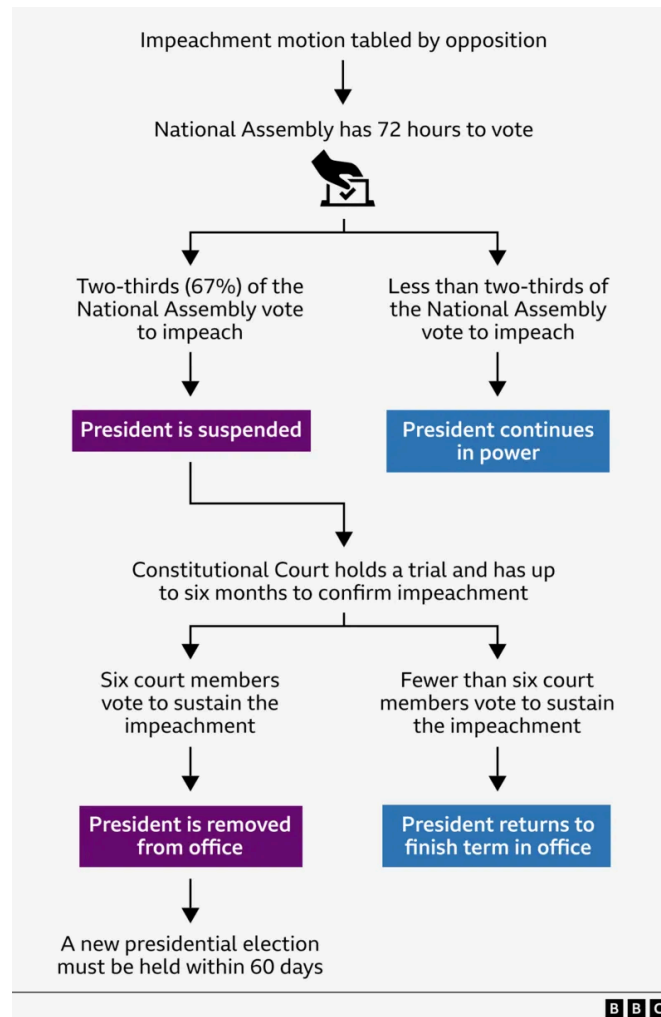 Impeachment motion tabled by opposition
National Assembly has 72 hours to vote
Two-thirds (67%) of the
National Assembly vote
to impeach
Less than two-thirds of
the National Assembly
vote to impeach
President is suspended
President continues
in power
Constitutional Court holds a trial and has up
to six months to confirm impeachment
Six court members
vote to sustain the
impeachment
Fewer than six court
members vote to sustain
the impeachment
President is removed
from office
President returns to
finish term in office
A new presidential election
must be held within 60 days
BBC